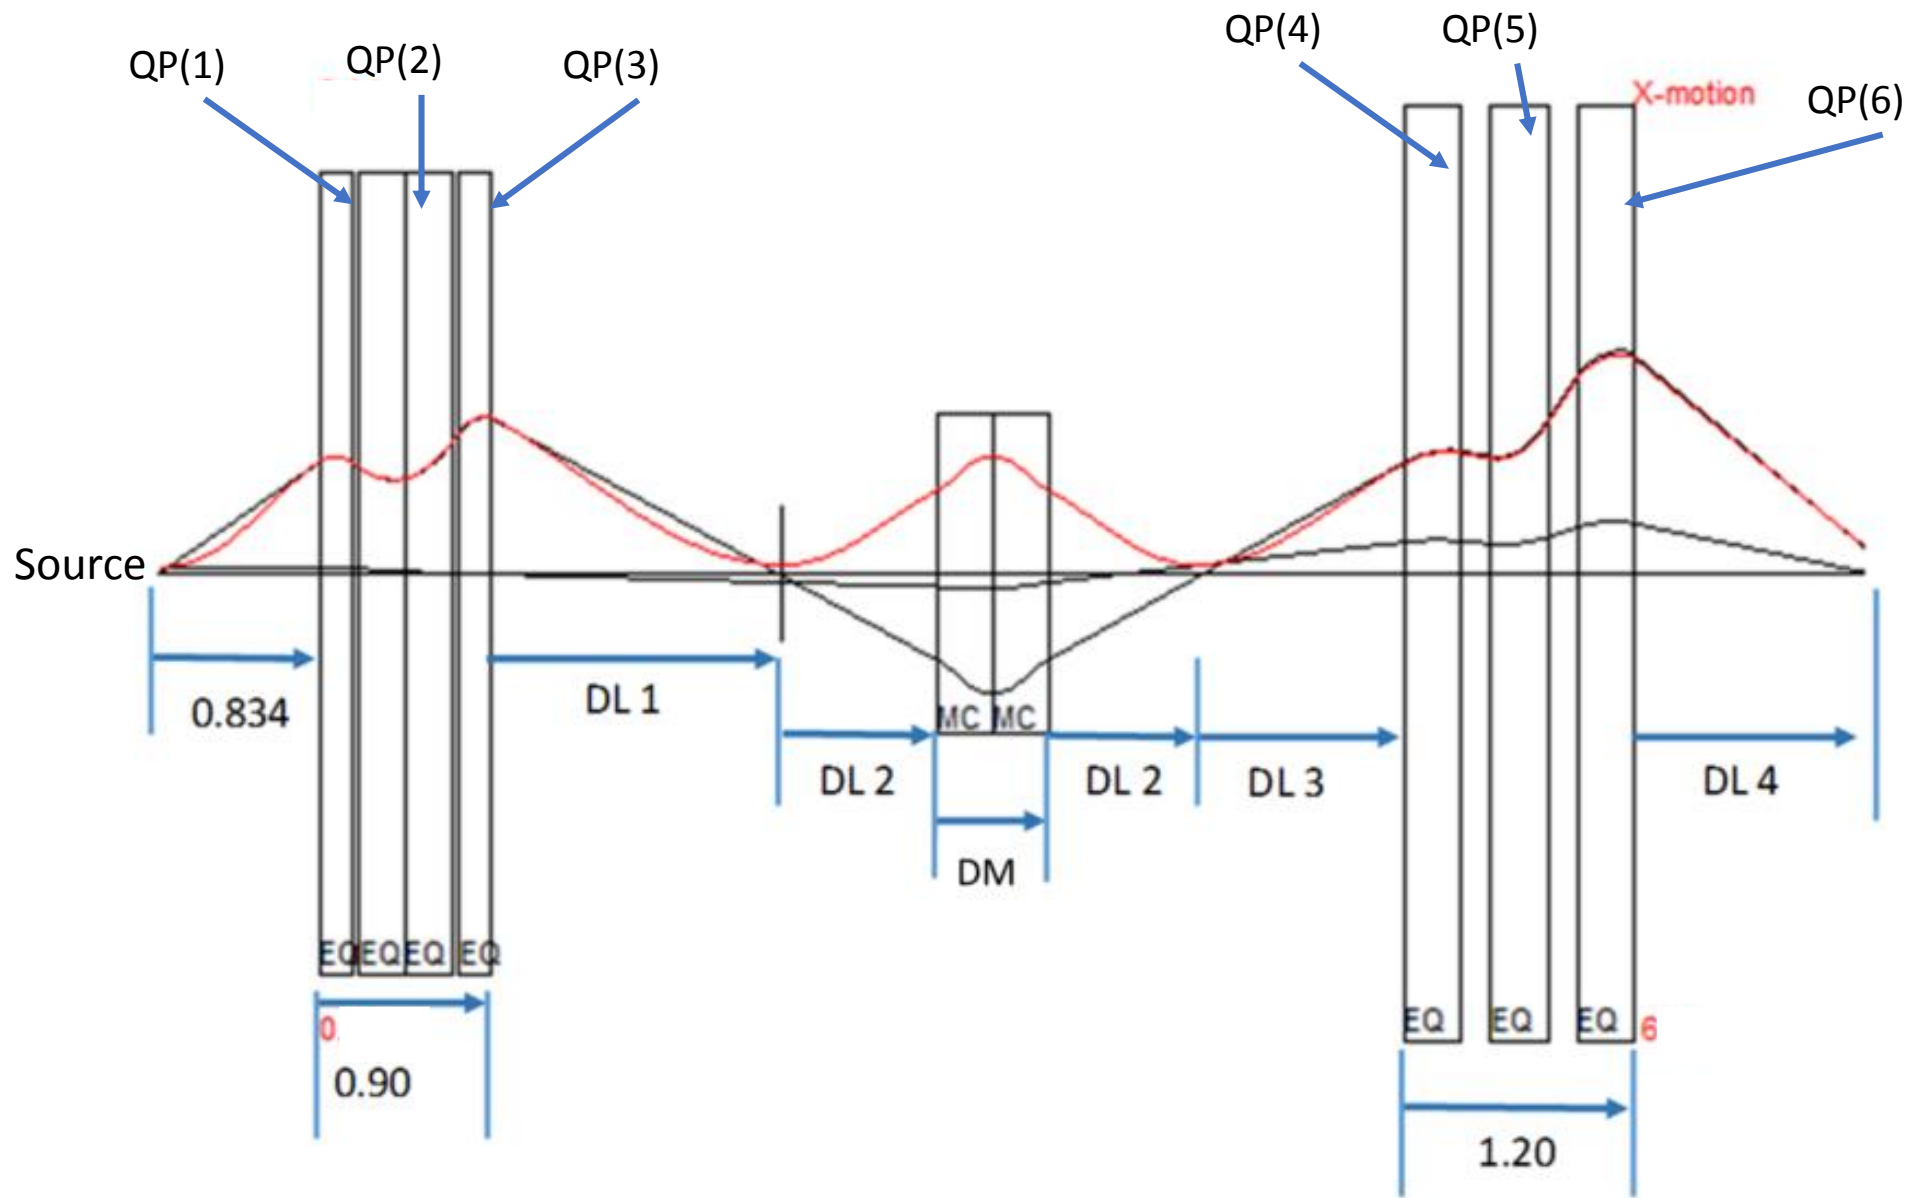 QP(1)
QP(2)
QP(3)
QP(4)
QP(5)
X-motion
QP(6)
Source
0.834
DL 1
MC MC
DL 2
DL 2
DL 3
DL 4
DM
EQ EQ EQ EQ
EQ EQ EQ 6
0.
0.90
1.20